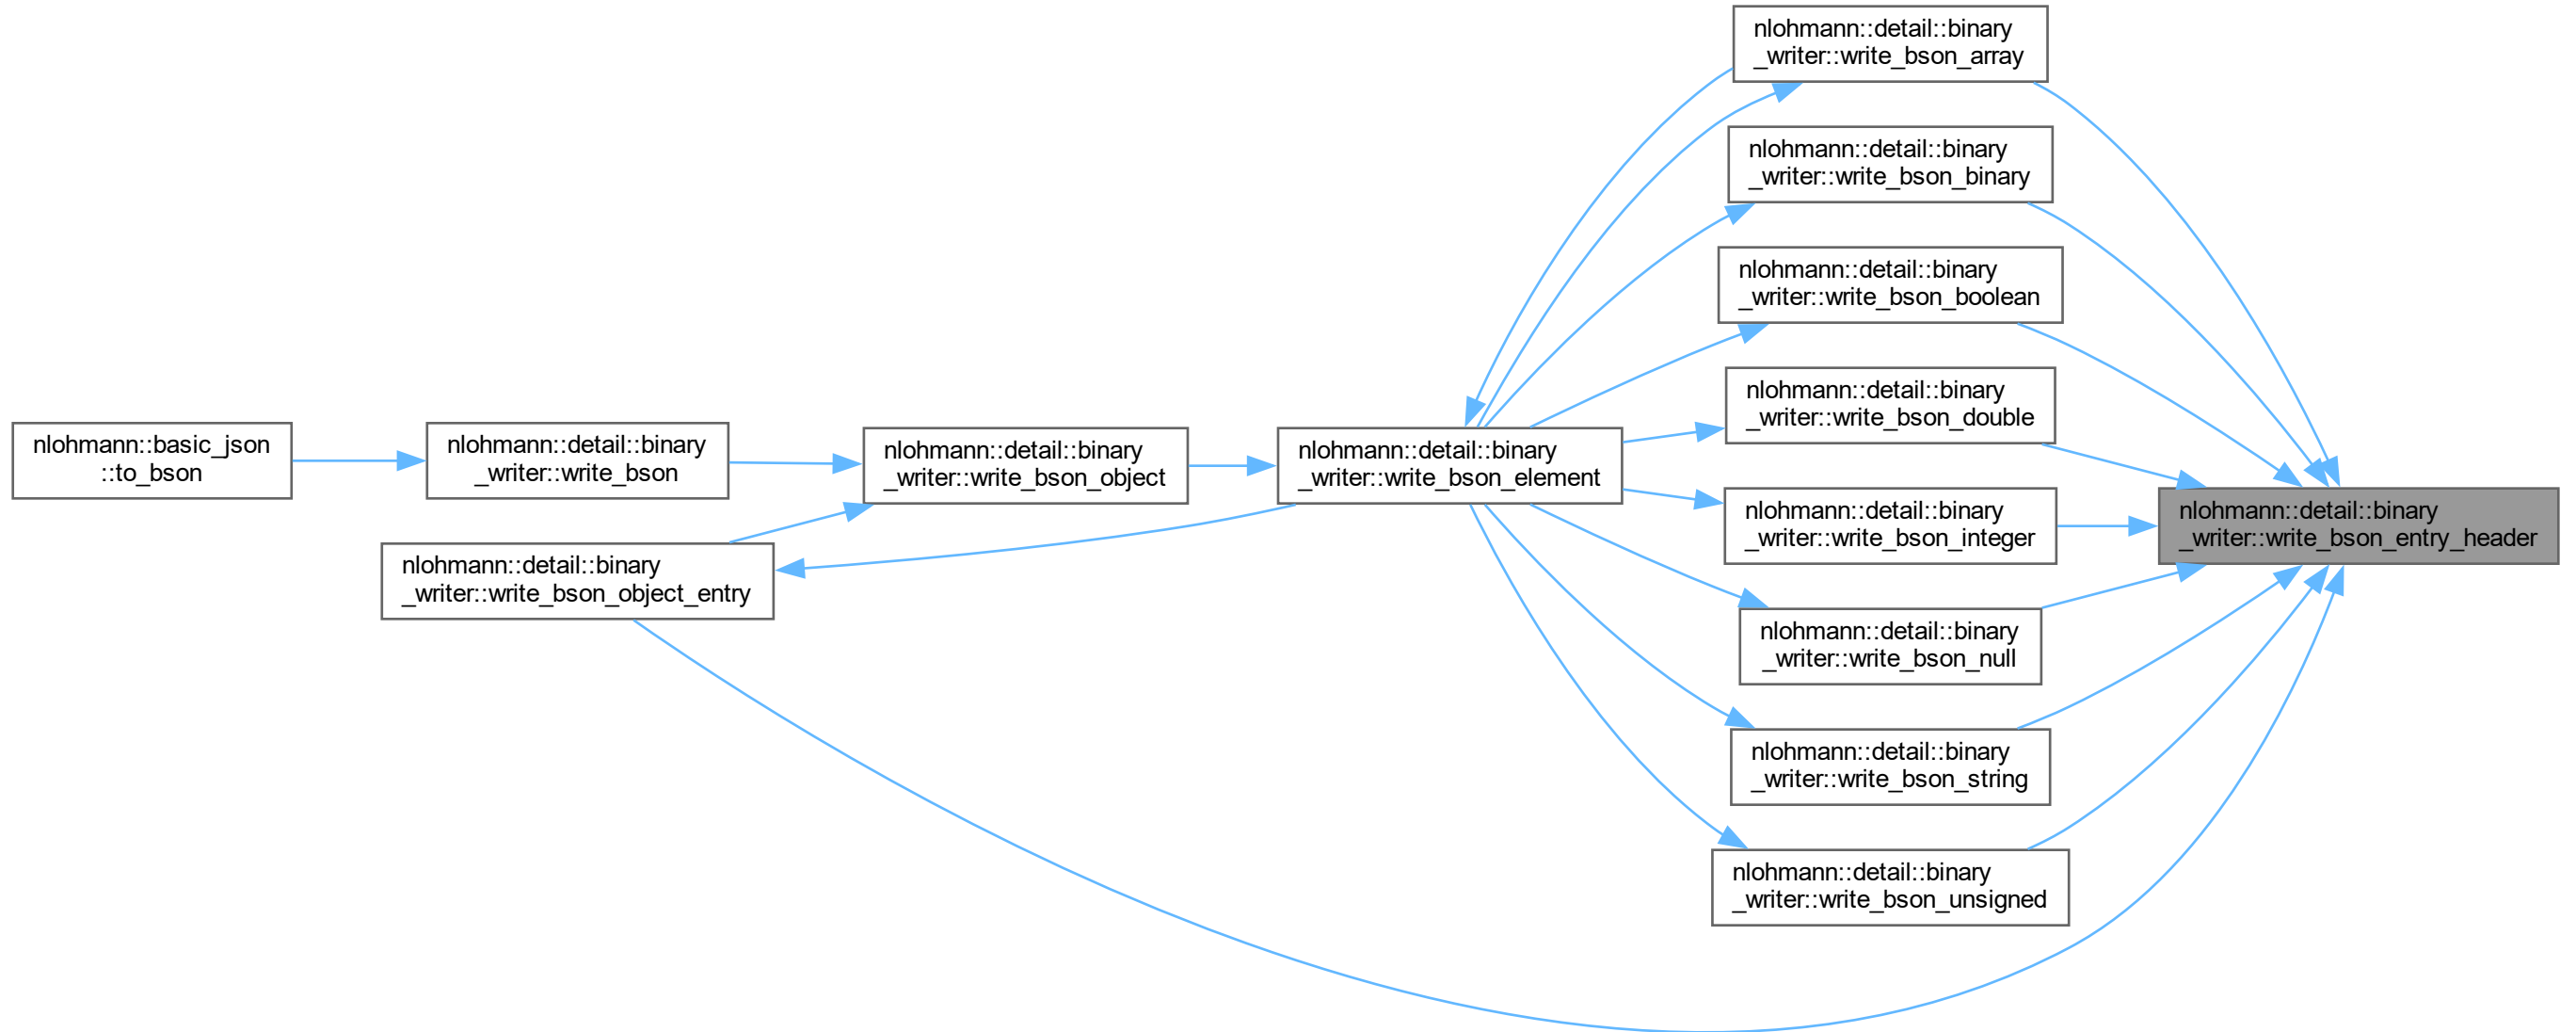 nlohmann::detail::binary
_writer::write_bson_array
nlohmann::detail::binary
_writer::write_bson_binary
nlohmann::detail::binary
_writer::write_bson_boolean
nlohmann::detail::binary
_writer::write_bson_double
nlohmann::basic_json
::to_bson
nlohmann::detail::binary
_writer::write_bson
nlohmann::detail::binary
_writer::write_bson_object
nlohmann::detail::binary
_writer::write_bson_element
nlohmann::detail::binary
_writer::write_bson_integer
nlohmann::detail::binary
_writer::write_bson_entry_header
nlohmann::detail::binary
_writer::write_bson_object_entry
nlohmann::detail::binary
_writer::write_bson_null
nlohmann::detail::binary
_writer::write_bson_string
nlohmann::detail::binary
_writer::write_bson_unsigned